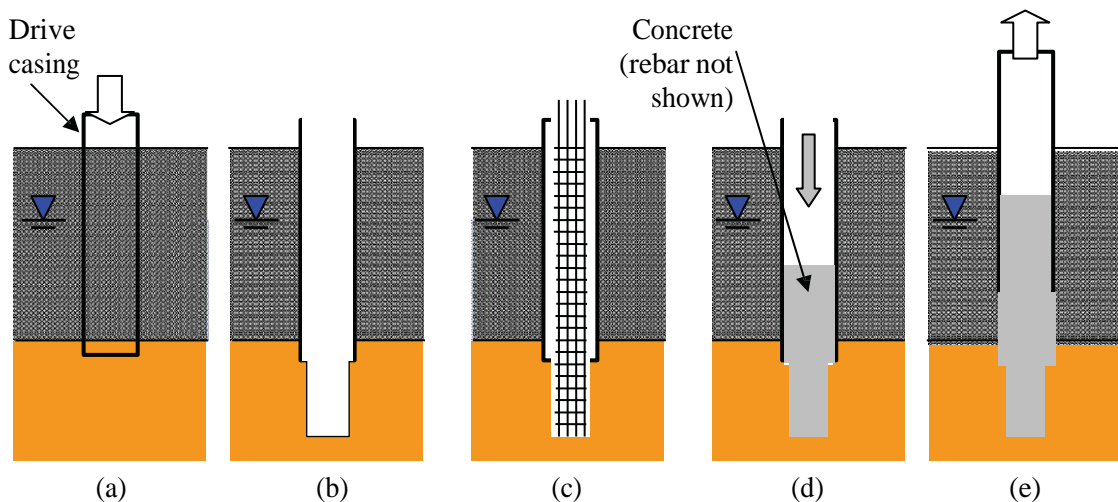 Drive
casing
Concrete
(rebar not
shown)
(a)
(b)
(c)
(d)
(e)